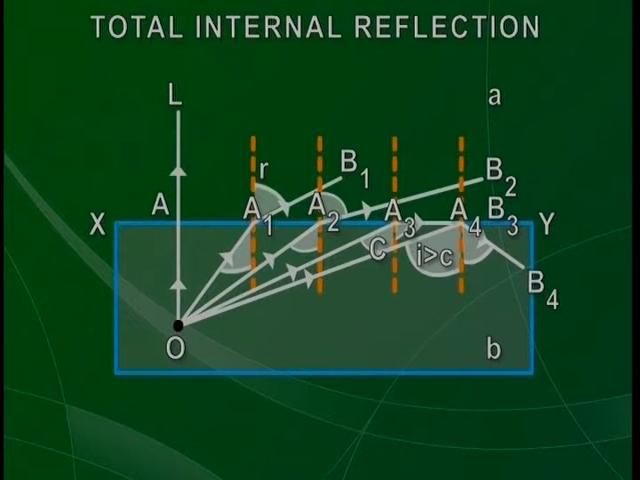 TOTAL INTERNAL REFLECTION
L
a
r
B1
B2
X
A
A1
A2
A3
A4
B3
Y
C
i>c
B4
O
b